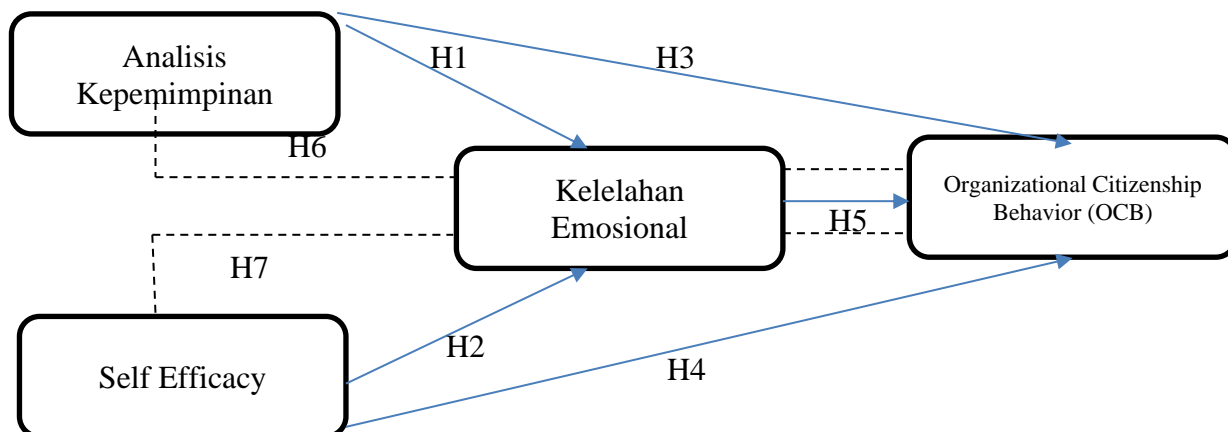 Analisis
Kepemimpinan
H1
H3
H6
Kelelahan
Emosional
Organizational Citizenship
Behavior (OCB)
H5
H7
Self Efficacy
H2
H4